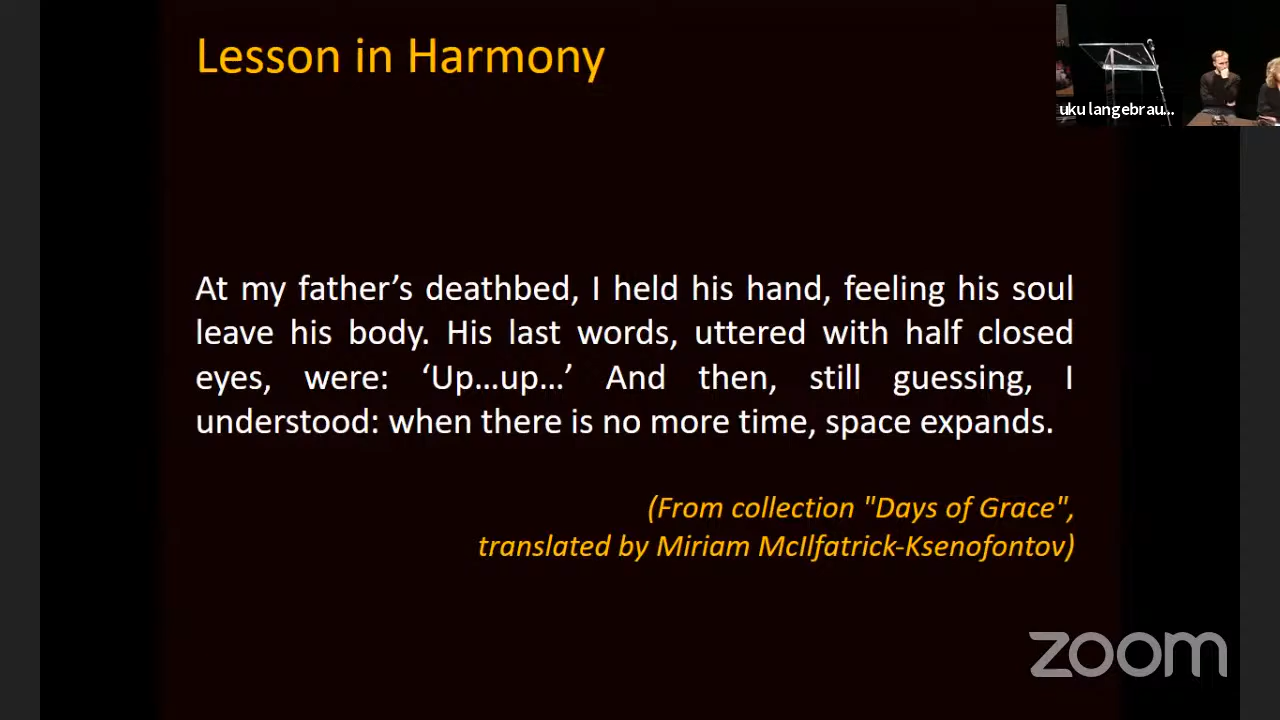 Lesson in Harmony
uku langebrau...
At my father’s deathbed, I held his hand, feeling his soul
leave his body. His last words, uttered with half closed
eyes, were: ‘Up…up…’ And then, still guessing, I
understood: when there is no more time, space expands.
(From collection "Days of Grace",
translated by Miriam McIlfatrick-Ksenofontov)
zoom